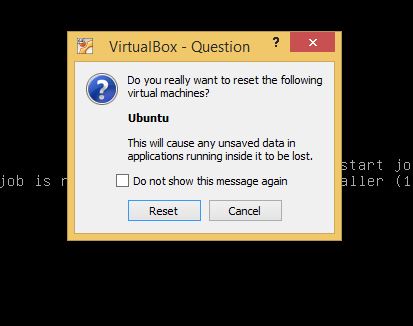 VirtualBox - Question
?
Do you really want to reset the following
virtual machines?
Ubuntu
This will cause any unsaved data in
applications running inside it to be lost.
Do not show this message again
Reset
Cancel
start jo
job is r
aller (1